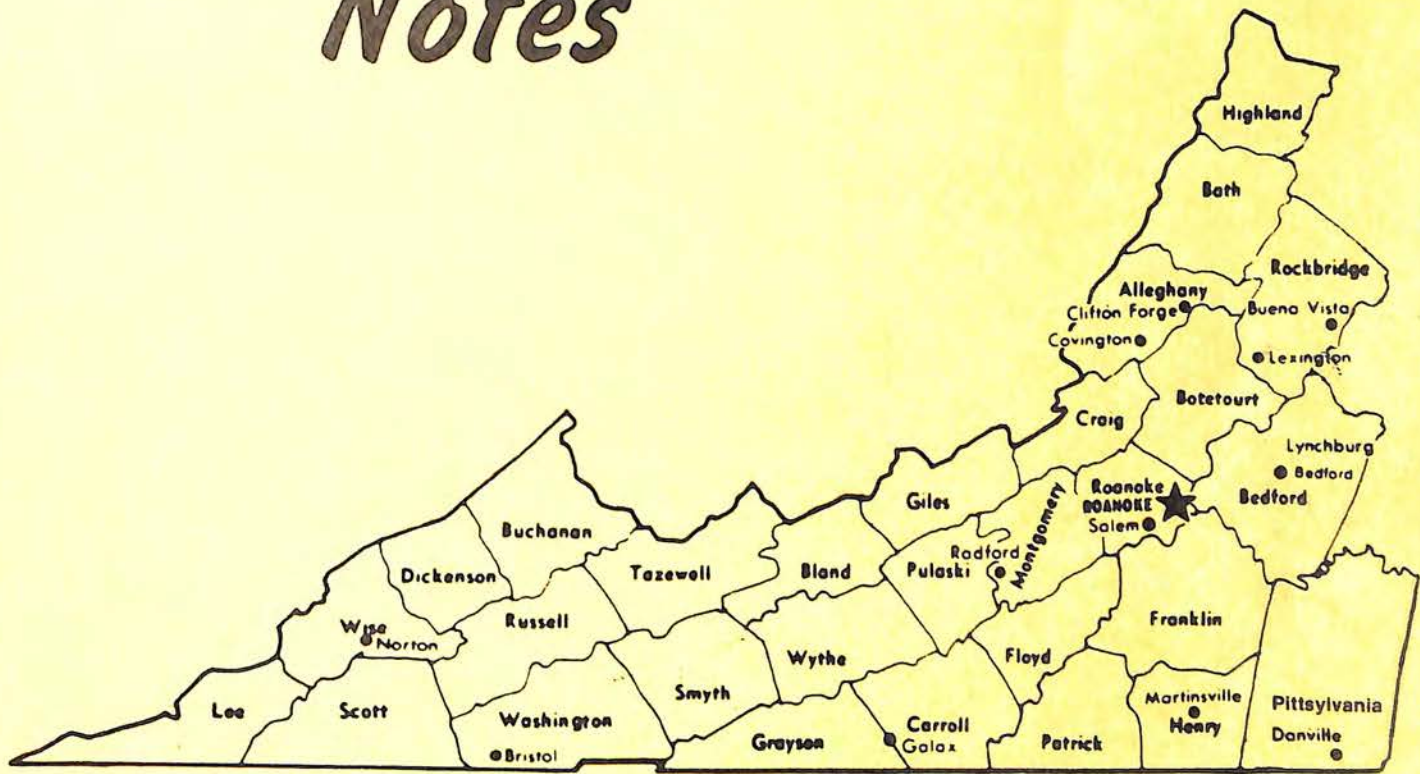 Notes
Highland
Bath
Rockbridge
Alleghany
Clifton Forge
Buena Vista
Covington
Lexington
Botetourt
Craig
Lynchburg
Bedford
Bedford
Roanoke
ROANOKE
Salem
Giles
Montgomery
Radford
Pulaski
Buchanan
Dickenson
Tazewell
Bland
Wise
Norton
Russell
Franklin
Wythe
Floyd
Smyth
Lee
Scott
Washington
Bristol
Grayson
Carroll
Galax
Patrick
Martinsville
Henry
Pittsylvania
Danville